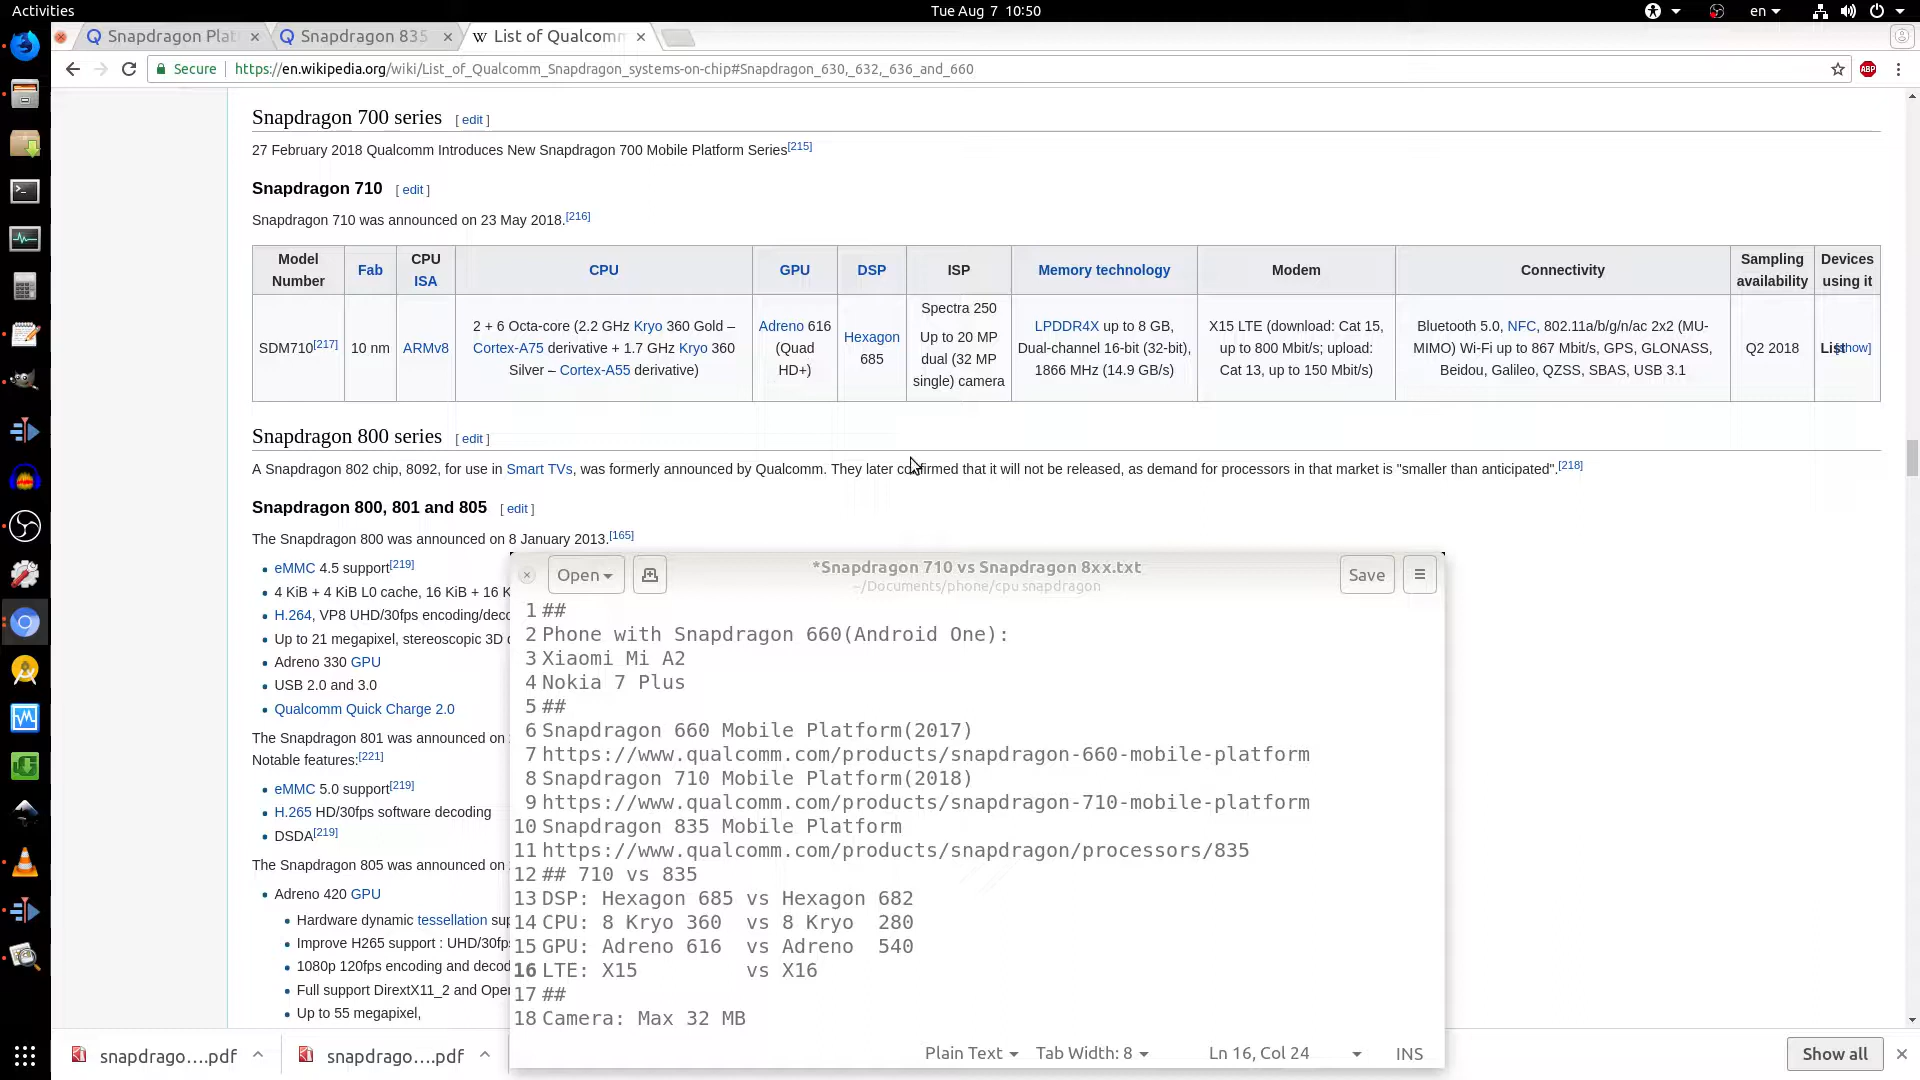 Activities
Tue Aug 7 10:50
en
Snapdragon Plat
Snapdragon 835
W List of Qualcomm
Secure https://en.wikipedia.org/wiki/List_of_Qualcomm_Snapdragon_systems-on-chip#Snapdragon_630,_632,_636_and_660
ABP
Snapdragon 700 series [ edit ]
27 February 2018 Qualcomm Introduces New Snapdragon 700 Mobile Platform Series[215]
Snapdragon 710 [ edit ]
Snapdragon 710 was announced on 23 May 2018.[216]
Model Number
Fab
CPU ISA
CPU
GPU
DSP
ISP
Memory technology
Modem
Connectivity
Sampling availability
Devices using it
SDM710[217]
10 nm
ARMv8
2 + 6 Octa-core (2.2 GHz Kryo 360 Gold –
Cortex-A75 derivative + 1.7 GHz Kryo 360
Silver – Cortex-A55 derivative)
Adreno 616
(Quad
HD+)
Hexagon
685
Spectra 250
Up to 20 MP
dual (32 MP
single) camera
LPDDR4X up to 8 GB,
Dual-channel 16-bit (32-bit),
1866 MHz (14.9 GB/s)
X15 LTE (download: Cat 15,
up to 800 Mbit/s; upload:
Cat 13, up to 150 Mbit/s)
Bluetooth 5.0, NFC, 802.11a/b/g/n/ac 2x2 (MU-
MIMO) Wi-Fi up to 867 Mbit/s, GPS, GLONASS,
Beidou, Galileo, QZSS, SBAS, USB 3.1
Q2 2018
List [show]
Snapdragon 800 series [ edit ]
A Snapdragon 802 chip, 8092, for use in Smart TVs, was formerly announced by Qualcomm. They later confirmed that it will not be released, as demand for processors in that market is "smaller than anticipated".[218]
Snapdragon 800, 801 and 805 [ edit ]
The Snapdragon 800 was announced on 8 January 2013.[165]
eMMC 4.5 support[219]
4 KiB + 4 KiB L0 cache, 16 KiB + 16 K
H.264, VP8 UHD/30fps encoding/deco
Up to 21 megapixel, stereoscopic 3D
Adreno 330 GPU
USB 2.0 and 3.0
Qualcomm Quick Charge 2.0
The Snapdragon 801 was announced on
Notable features:[221]
eMMC 5.0 support[219]
H.265 HD/30fps software decoding
DSDA[219]
The Snapdragon 805 was announced on
Adreno 420 GPU
Hardware dynamic tessellation sup
Improve H265 support : UHD/30fps
1080p 120fps encoding and decod
Full support DirextX11_2 and Ope
Up to 55 megapixel,
Open
*Snapdragon 710 vs Snapdragon 8xx.txt
~/Documents/phone/cpu snapdragon
Save
1 ##
2 Phone with Snapdragon 660(Android One):
3 Xiaomi Mi A2
4 Nokia 7 Plus
5 ##
6 Snapdragon 660 Mobile Platform(2017)
7 https://www.qualcomm.com/products/snapdragon-660-mobile-platform
8 Snapdragon 710 Mobile Platform(2018)
9 https://www.qualcomm.com/products/snapdragon-710-mobile-platform
10 Snapdragon 835 Mobile Platform
11 https://www.qualcomm.com/products/snapdragon/processors/835
12 ## 710 vs 835
13 DSP: Hexagon 685 vs Hexagon 682
14 CPU: 8 Kryo 360 vs 8 Kryo 280
15 GPU: Adreno 616 vs Adreno 540
16 LTE: X15 vs X16
17 ##
18 Camera: Max 32 MB
Plain Text Tab Width: 8 Ln 16, Col 24 INS
snapdrago....pdf
snapdrago....pdf
Show all